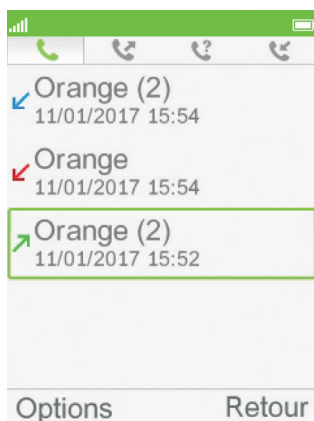 Orange (2)
11/01/2017 15:54
Orange
11/01/2017 15:54
Orange (2)
11/01/2017 15:52
Options Retour